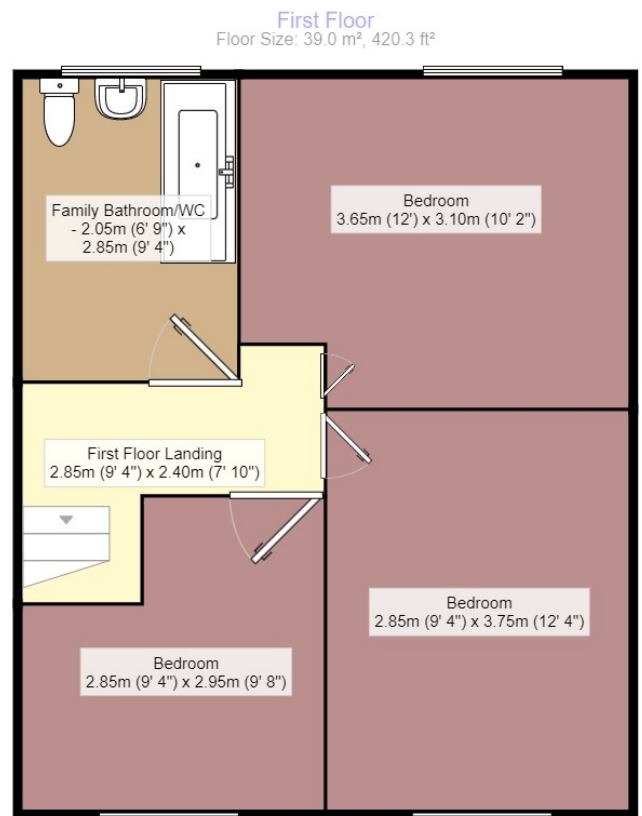 First Floor
Floor Size: 39.0 m², 420.3 ft²
Family Bathroom/WC
- 2.05m (6' 9") x
2.85m (9' 4")
Bedroom
3.65m (12') x 3.10m (10' 2")
First Floor Landing
2.85m (9' 4") x 2.40m (7' 10")
Bedroom
2.85m (9' 4") x 3.75m (12' 4")
Bedroom
2.85m (9' 4") x 2.95m (9' 8")